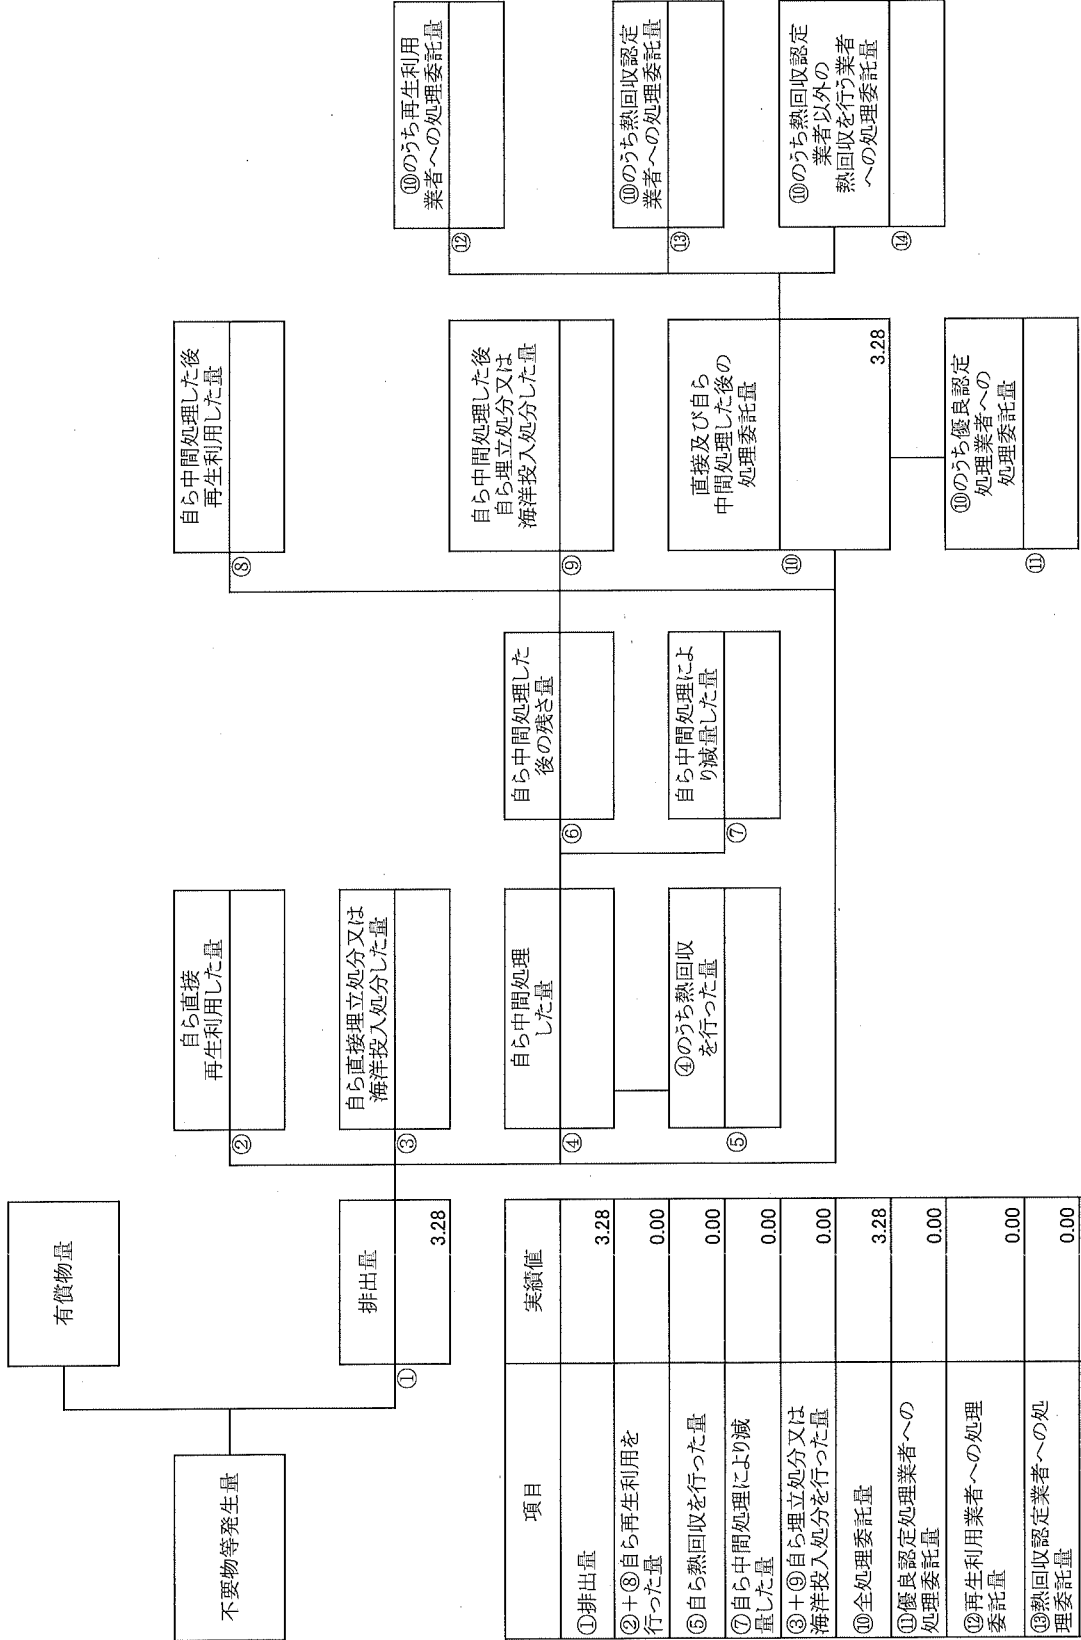 不要物等発生量
有償物量
①
排出量
3.28
②
自ら直接
再生利用した量
③
自ら直接埋立処分又は
海洋投入処分した量
④
自ら中間処理
した量
⑤
④のうち熱回収
を行った量
⑥
自ら中間処理した
後の残さ量
⑦
自ら中間処理によ
り減量した量
⑧
自ら中間処理した後
再生利用した量
⑨
自ら中間処理した後
自ら埋立処分又は
海洋投入処分した量
⑩
直接及び自ら
中間処理した後の
処理委託量
3.28
⑪
⑩のうち優良認定
処理業者への
処理委託量
⑫
⑩のうち再生利用
業者への処理委託量
⑬
⑩のうち熱回収認定
業者への処理委託量
⑭
⑩のうち熱回収認定
業者以外の
熱回収を行う業者
への処理委託量
項目 実績値
①排出量 3.28
②+⑧自ら再生利用を
行った量 0.00
⑤自ら熱回収を行った量 0.00
⑦自ら中間処理により減
量した量 0.00
③+⑨自ら埋立処分又は
海洋投入処分を行った量 0.00
⑩全処理委託量 3.28
⑪優良認定処理業者への
処理委託量 0.00
⑫再生利用業者への処理
委託量 0.00
⑬熱回収認定業者への処
理委託量 0.00